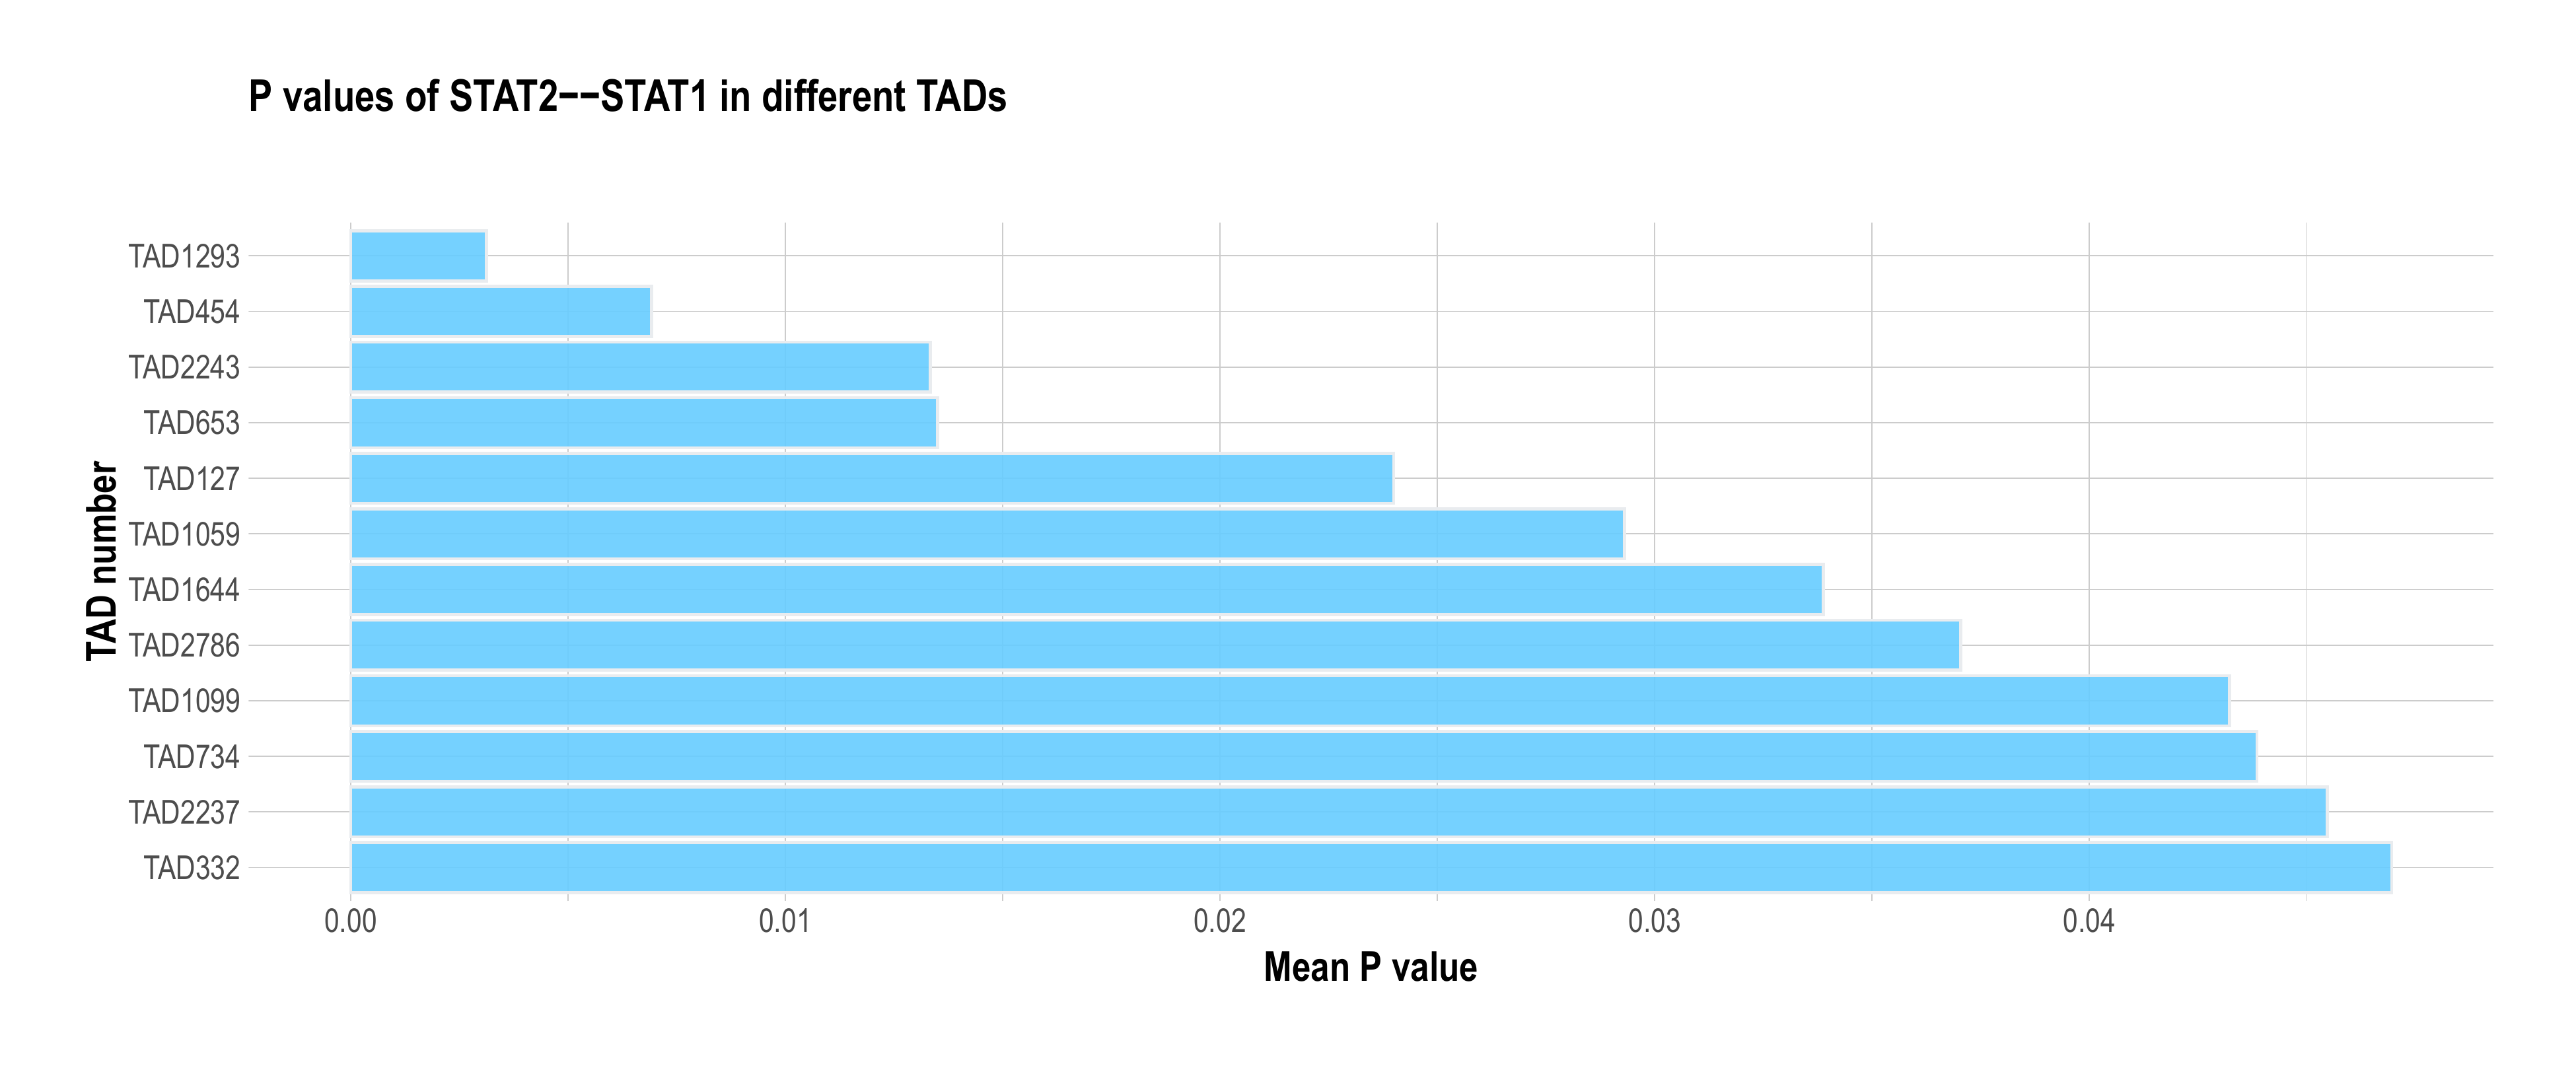 P values of STAT2−−STAT1 in different TADs
TAD number
TAD1293
TAD454
TAD2243
TAD653
TAD127
TAD1059
TAD1644
TAD2786
TAD1099
TAD734
TAD2237
TAD332
0.00 0.01 0.02 0.03 0.04
Mean P value